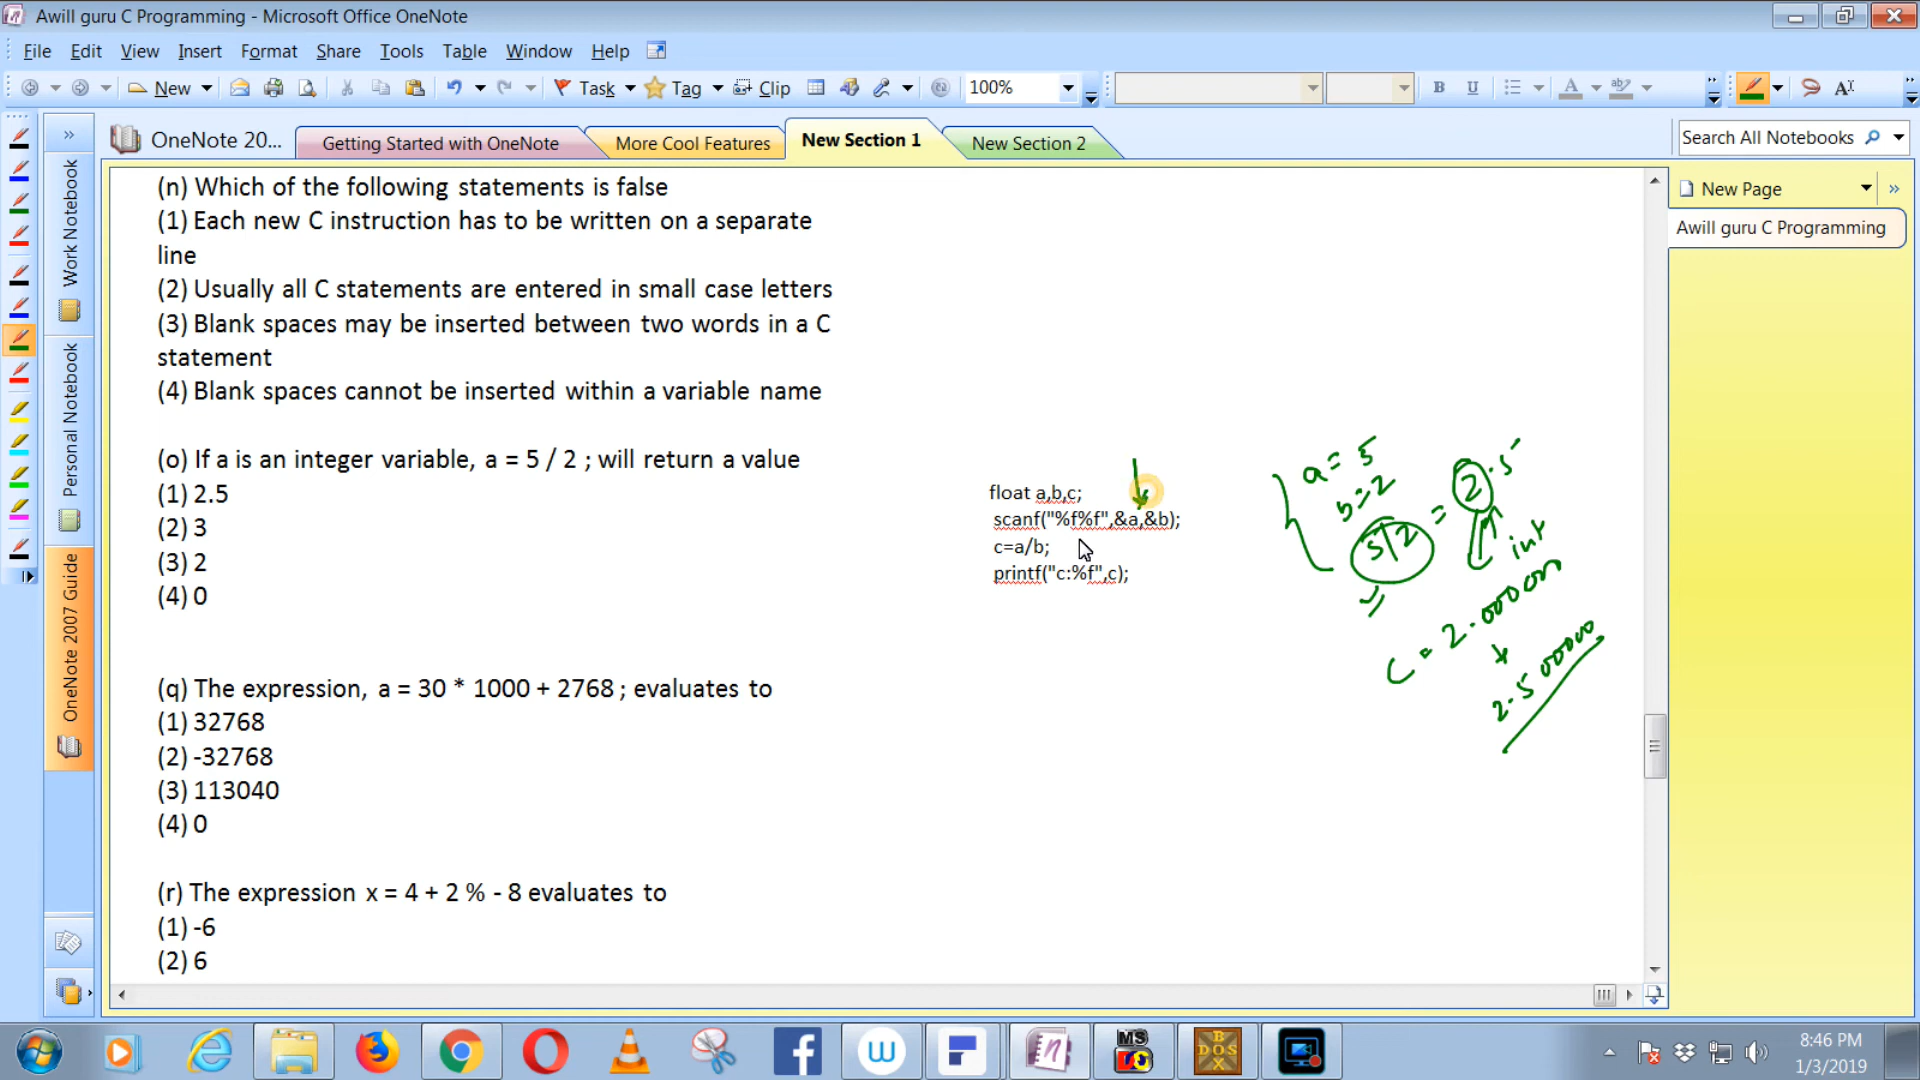 Awill guru C Programming - Microsoft Office OneNote
File Edit View Insert Format Share Tools Table Window Help
New Task Tag Clip 100% B U A ab A
OneNote 20... Getting Started with OneNote More Cool Features New Section 1 New Section 2 Search All Notebooks
New Page
Awill guru C Programming
Work Notebook
Personal Notebook
OneNote 2007 Guide
(n) Which of the following statements is false
(1) Each new C instruction has to be written on a separate
line
(2) Usually all C statements are entered in small case letters
(3) Blank spaces may be inserted between two words in a C
statement
(4) Blank spaces cannot be inserted within a variable name
(o) If a is an integer variable, a = 5 / 2 ; will return a value
(1) 2.5
(2) 3
(3) 2
(4) 0
float a,b,c;
scanf("%f%f",&a,&b);
c=a/b;
printf("c:%f",c);
a = 5
b = 2
5/2 = 2.5
int
C = 2.00000
2.500000
(q) The expression, a = 30 * 1000 + 2768 ; evaluates to
(1) 32768
(2) -32768
(3) 113040
(4) 0
(r) The expression x = 4 + 2 % - 8 evaluates to
(1) -6
(2) 6
MS
DOS BOX
8:46 PM
1/3/2019